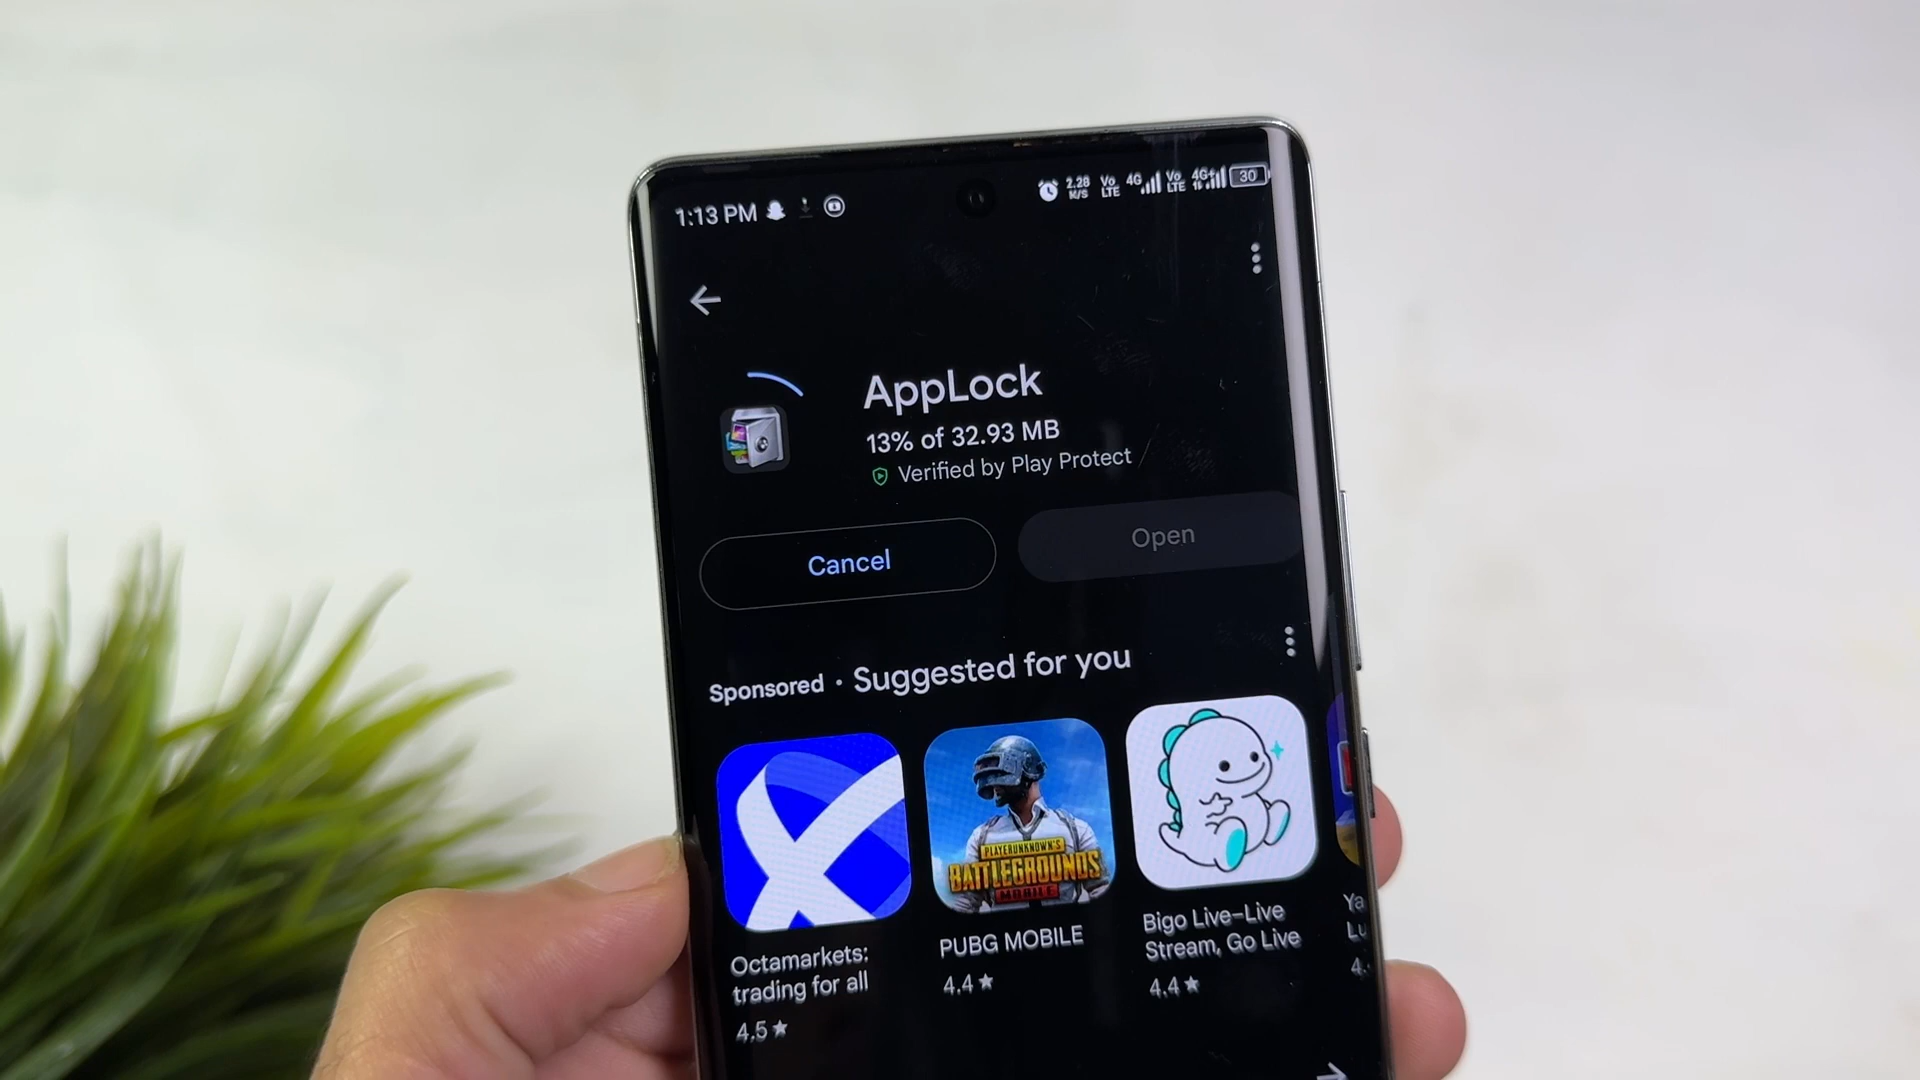 1:13 PM
2.28 K/S
Vo LTE
4G
Vo LTE
4G+
30
AppLock
13% of 32.93 MB
Verified by Play Protect
Cancel
Open
Sponsored · Suggested for you
PLAYERUNKNOWN'S
BATTLEGROUNDS
MOBILE
Octamarkets:
trading for all
4.5★
PUBG MOBILE
4.4★
Bigo Live–Live
Stream, Go Live
4.4★
Ya
Lu
4.